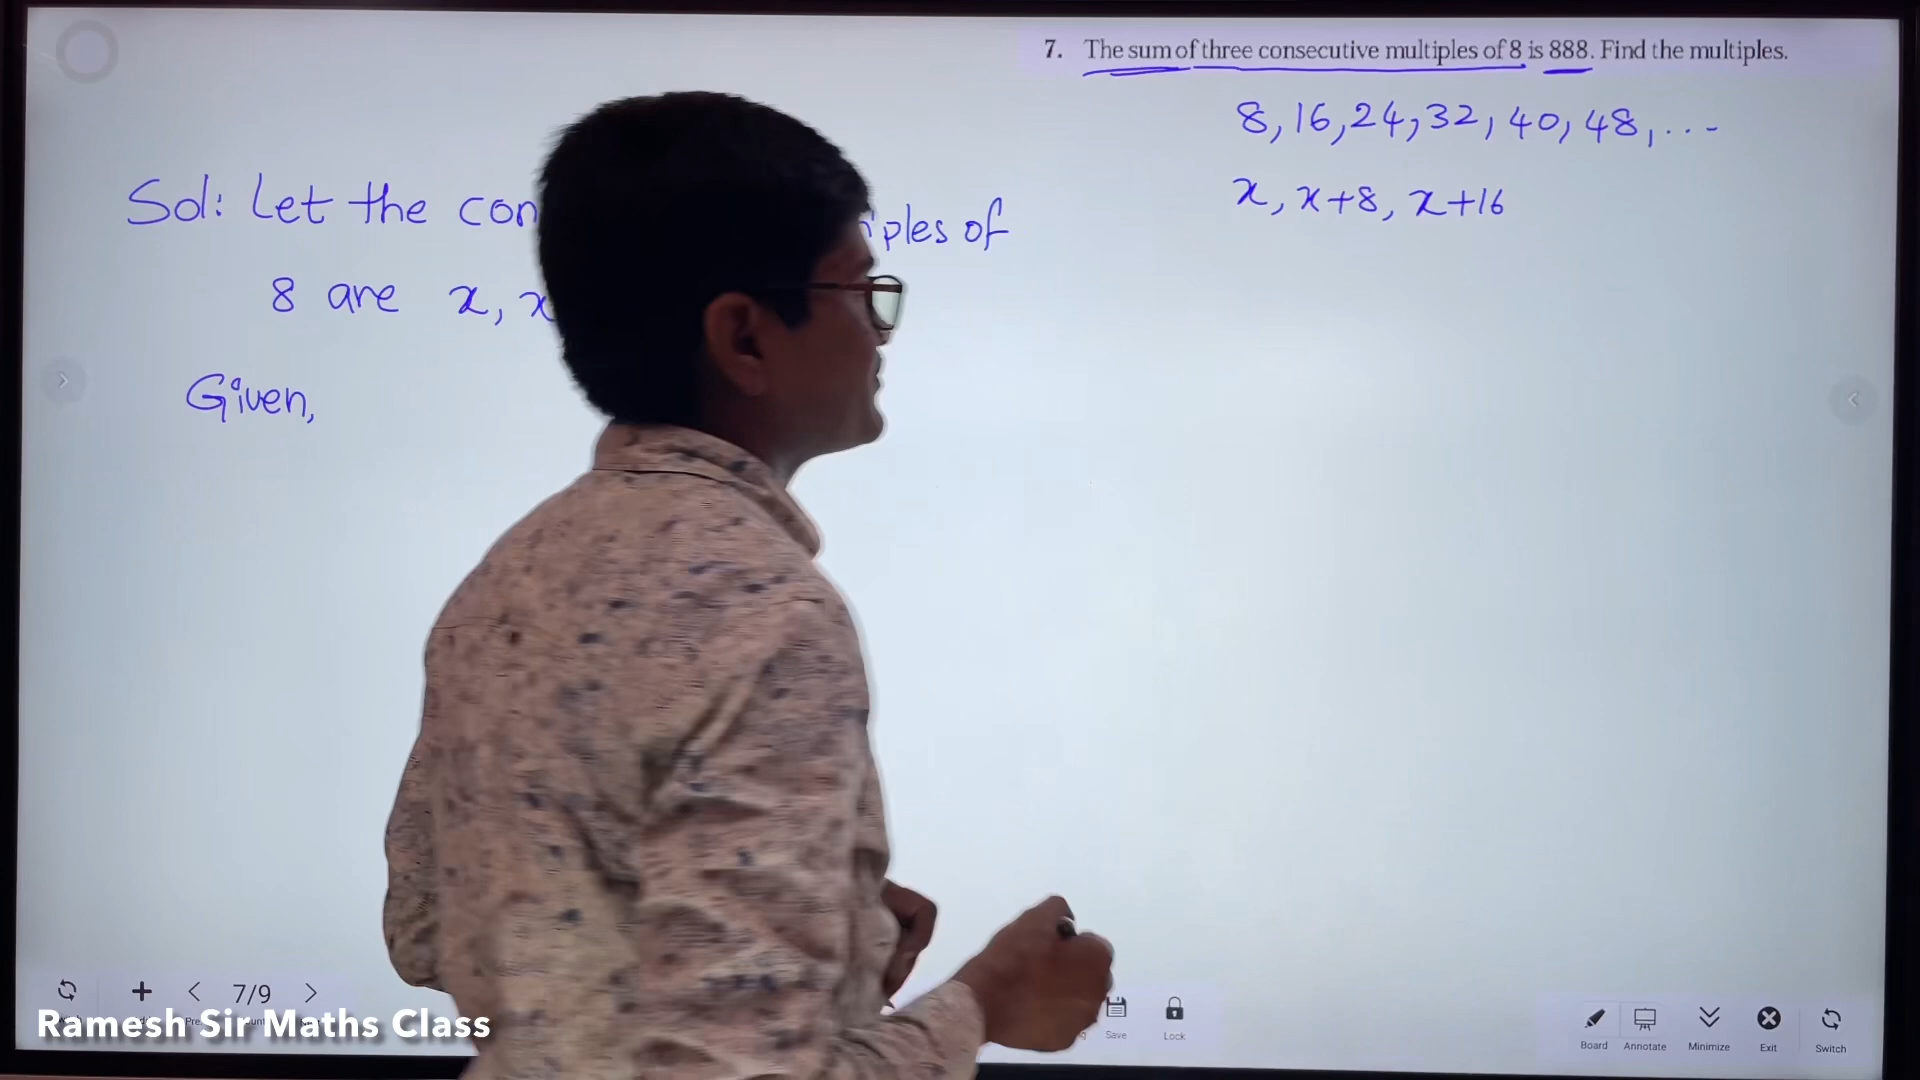 7. The sum of three consecutive multiples of 8 is 888. Find the multiples.
8, 16, 24, 32, 40, 48, ...
x, x+8, x+16
Sol: Let the of
8 are x, x
Given,
7/9
Save
Lock
Board
Annotate
Minimize
Exit
Switch
Ramesh Sir Maths Class